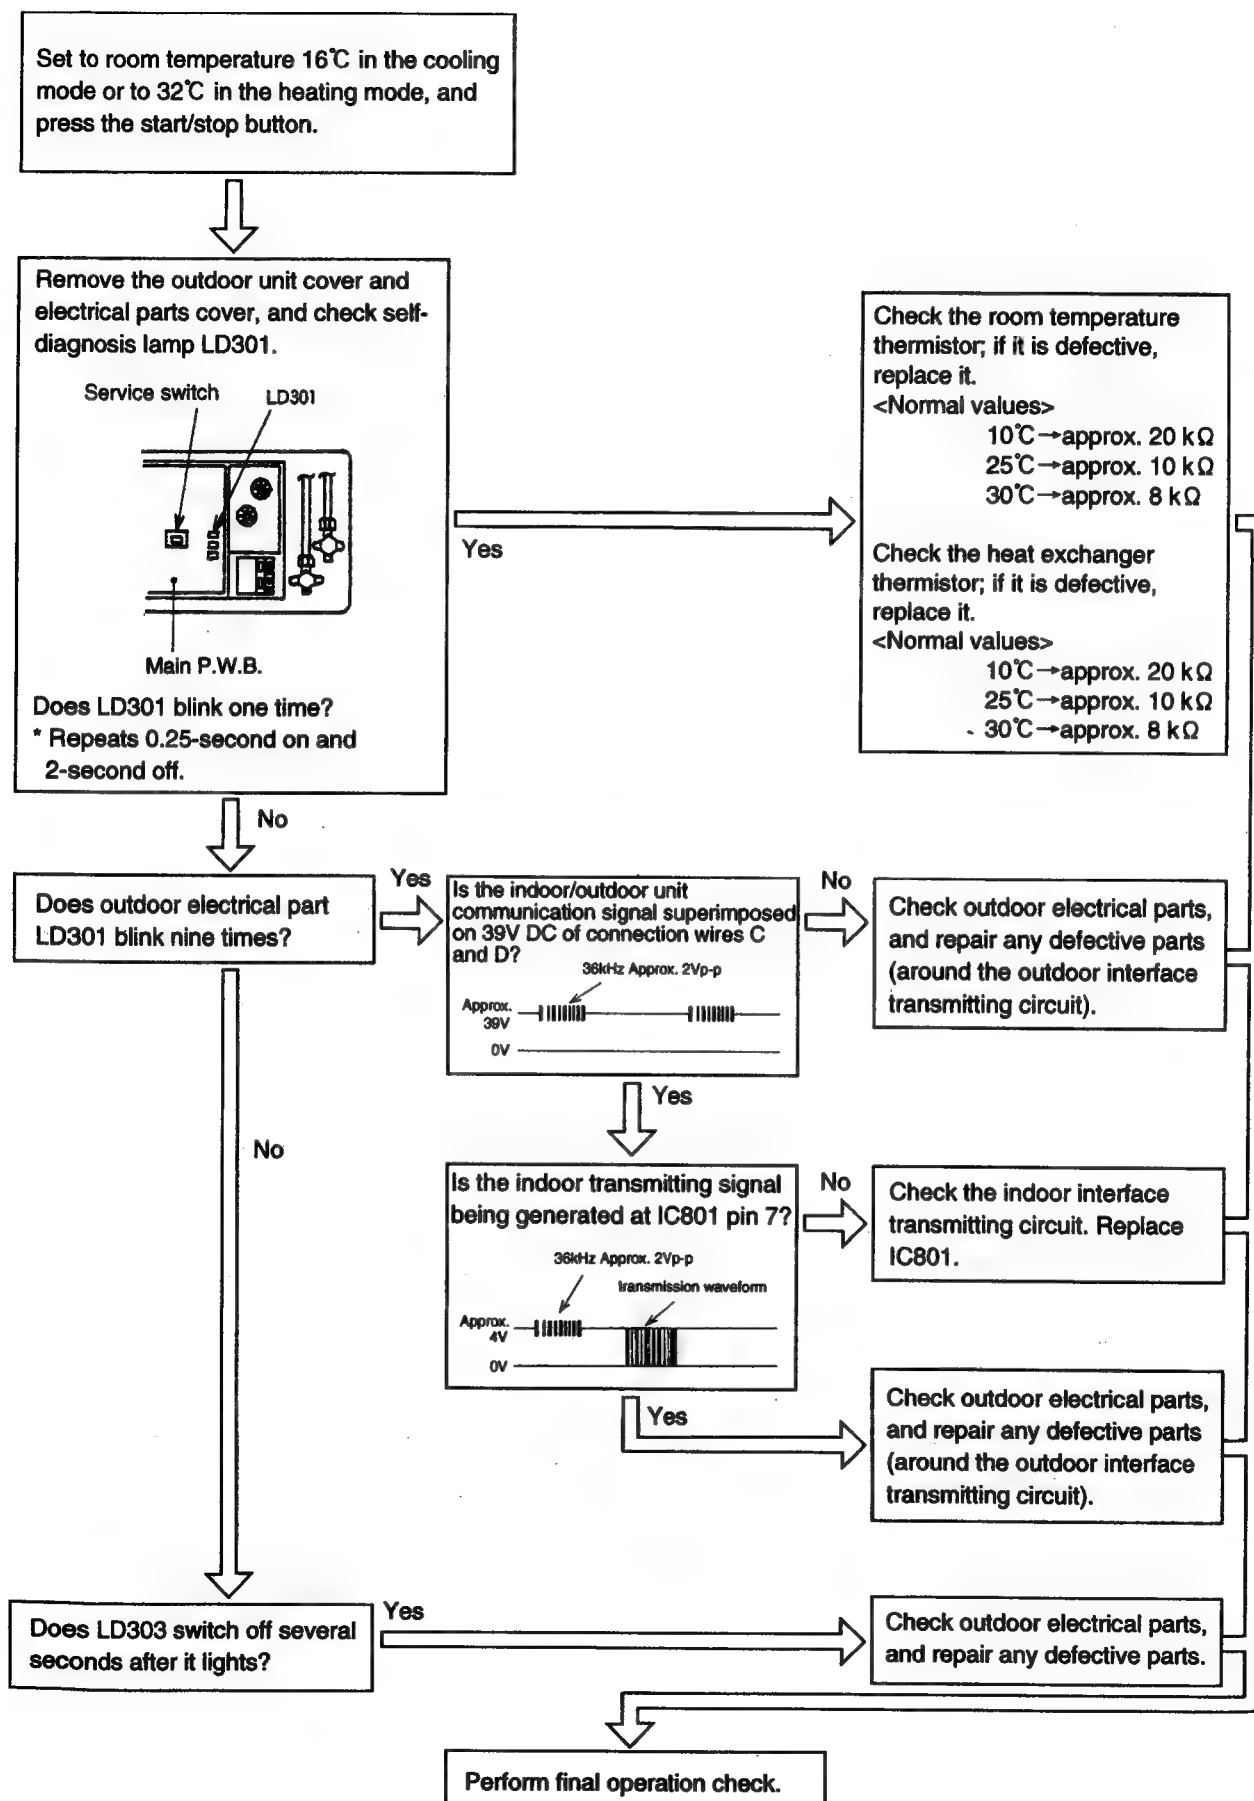 Set to room temperature 16℃ in the cooling
mode or to 32℃ in the heating mode, and
press the start/stop button.
Remove the outdoor unit cover and
electrical parts cover, and check self-
diagnosis lamp LD301.
Service switch
LD301
Main P.W.B.
Does LD301 blink one time?
* Repeats 0.25-second on and
2-second off.
Yes
Check the room temperature
thermistor; if it is defective,
replace it.
<Normal values>
10℃→approx. 20 kΩ
25℃→approx. 10 kΩ
30℃→approx. 8 kΩ
Check the heat exchanger
thermistor; if it is defective,
replace it.
<Normal values>
10℃→approx. 20 kΩ
25℃→approx. 10 kΩ
30℃→approx. 8 kΩ
No
Does outdoor electrical part
LD301 blink nine times?
Yes
Is the indoor/outdoor unit
communication signal superimposed
on 39V DC of connection wires C
and D?
36kHz Approx. 2Vp-p
Approx.
39V
0V
No
Check outdoor electrical parts,
and repair any defective parts
(around the outdoor interface
transmitting circuit).
Yes
No
Is the indoor transmitting signal
being generated at IC801 pin 7?
36kHz Approx. 2Vp-p
transmission waveform
Approx.
4V
0V
No
Check the indoor interface
transmitting circuit. Replace
IC801.
Yes
Check outdoor electrical parts,
and repair any defective parts
(around the outdoor interface
transmitting circuit).
Does LD303 switch off several
seconds after it lights?
Yes
Check outdoor electrical parts,
and repair any defective parts.
Perform final operation check.